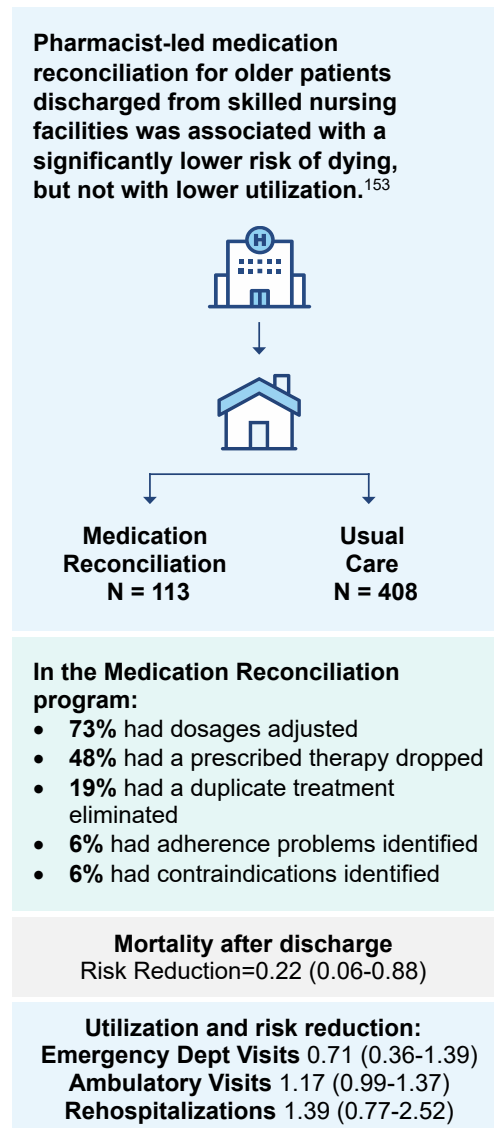 Pharmacist-led medication
reconciliation for older patients
discharged from skilled nursing
facilities was associated with a
significantly lower risk of dying,
but not with lower utilization.153
H
Medication
Reconciliation
N = 113
Usual
Care
N = 408
In the Medication Reconciliation
program:
• 73% had dosages adjusted
• 48% had a prescribed therapy dropped
• 19% had a duplicate treatment
eliminated
• 6% had adherence problems identified
• 6% had contraindications identified
Mortality after discharge
Risk Reduction=0.22 (0.06-0.88)
Utilization and risk reduction:
Emergency Dept Visits 0.71 (0.36-1.39)
Ambulatory Visits 1.17 (0.99-1.37)
Rehospitalizations 1.39 (0.77-2.52)